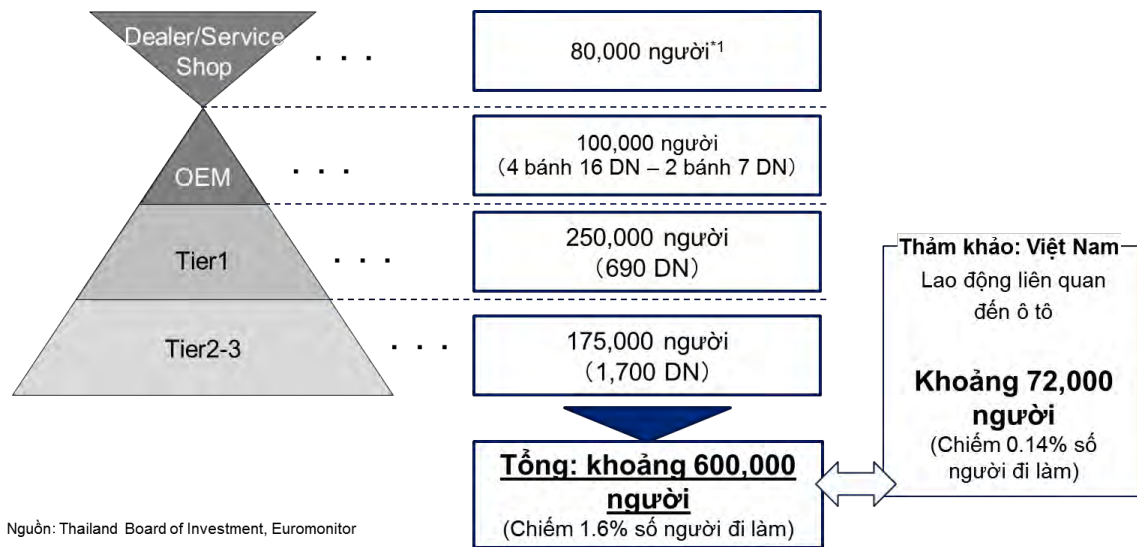 Dealer/Service
Shop
. . .
80,000 người*1
OEM
. . .
100,000 người
(4 bánh 16 DN – 2 bánh 7 DN)
Tier1
. . .
250,000 người
(690 DN)
Tier2-3
. . .
175,000 người
(1,700 DN)
Tổng: khoảng 600,000
người
(Chiếm 1.6% số người đi làm)
Thảm khảo: Việt Nam
Lao động liên quan
đến ô tô
Khoảng 72,000
người
(Chiếm 0.14% số
người đi làm)
Nguồn: Thailand Board of Investment, Euromonitor